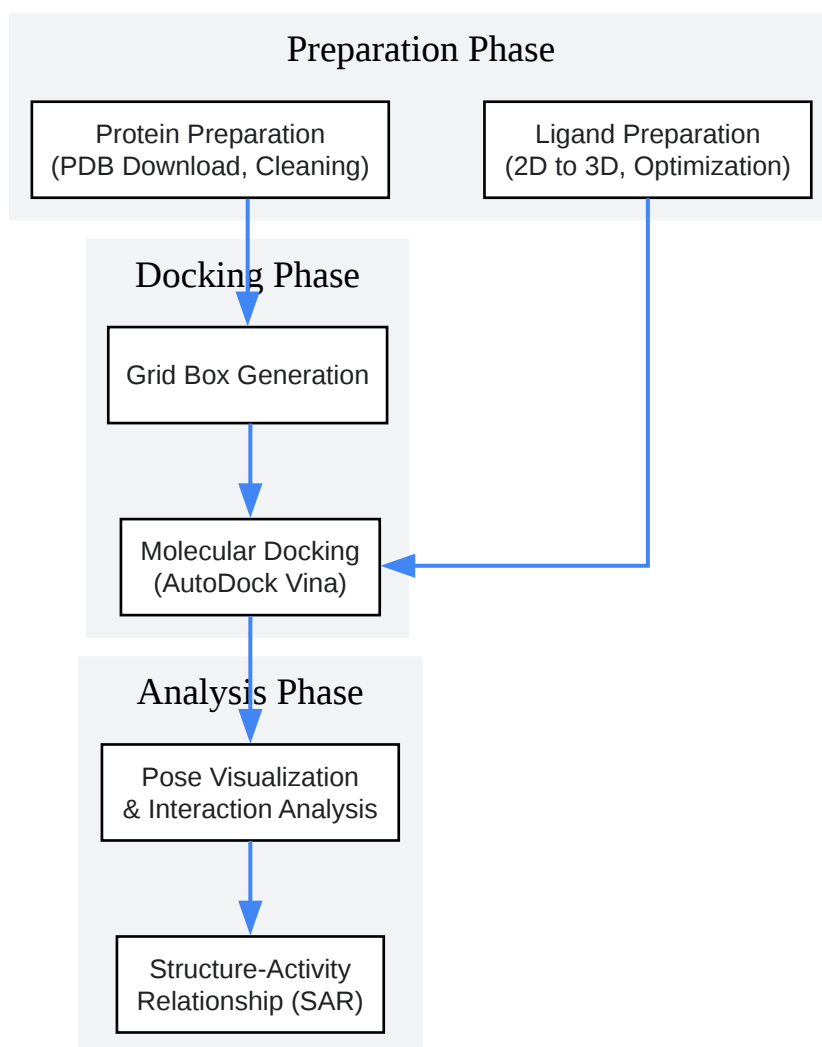 Preparation Phase
Protein Preparation
(PDB Download, Cleaning)
Ligand Preparation
(2D to 3D, Optimization)
Docking Phase
Grid Box Generation
Molecular Docking
(AutoDock Vina)
Analysis Phase
Pose Visualization
& Interaction Analysis
Structure-Activity
Relationship (SAR)